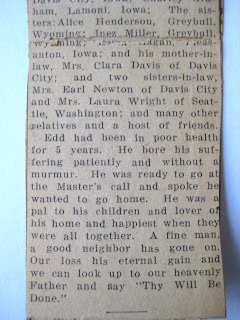 Davis City, 
ham, Lamoni, Iowa; The sis-
ters: Alice Henderson, Greybull,
Wyoming; Inez Miller, Greybull,
Wyoming;
anton, Iowa; and his mother-in-
law, Mrs. Clara Davis of Davis
City; and two sisters-in-law,
Mrs. Earl Newton of Davis City
and Mrs. Laura Wright of Seat-
tle, Washington; and many other
relatives and a host of friends.
Edd had been in poor health
for 5 years. He bore his suf-
fering patiently and without a
murmur. He was ready to go at
the Master's call and spoke he
wanted to go home. He was a
pal to his children and lover of
his home and happiest when they
were all together. A fine man,
a good neighbor has gone on.
Our loss his eternal gain and
we can look up to our heavenly
Father and say "Thy Will Be
Done."